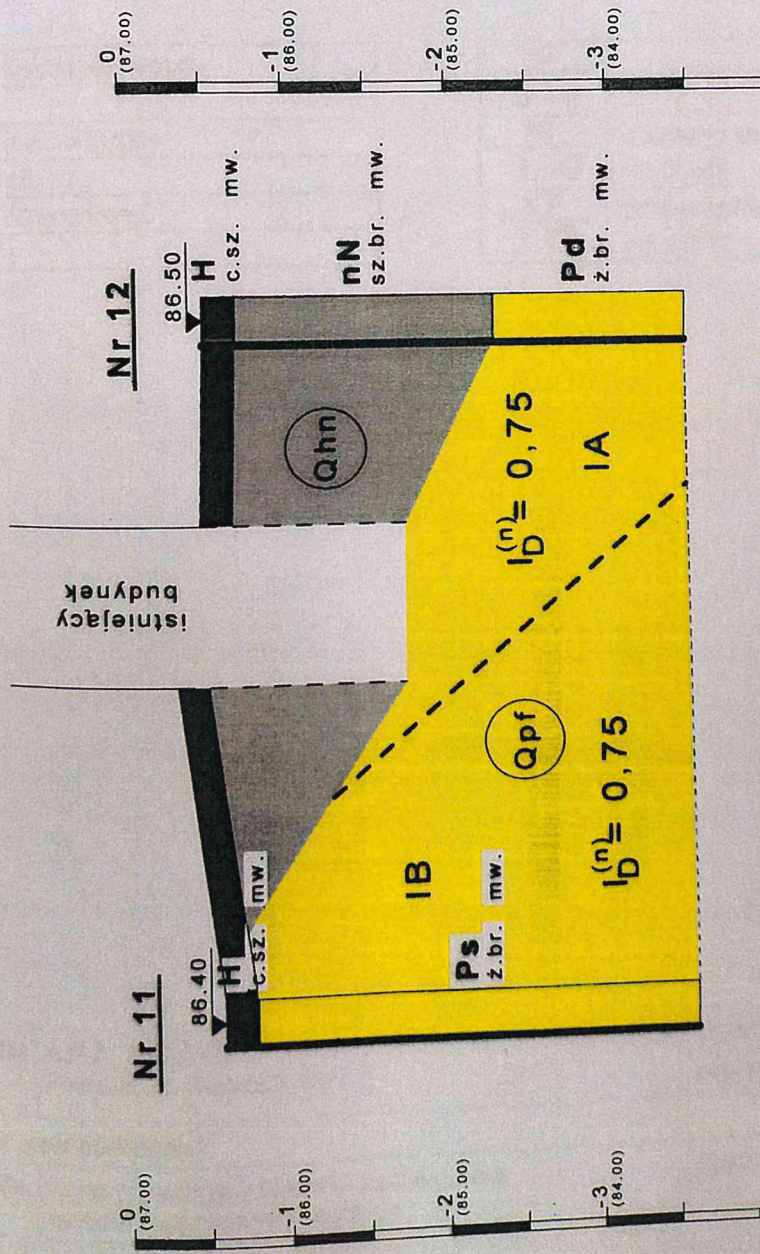 Nr 11
86.40
H
c.sz. mw.
Ps
ż.br. mw.
IB
I_D^(n) = 0,75
Qpf
istniejący
budynek
Qhn
I_D^(n) = 0,75
IA
Nr 12
86.50
H
c.sz. mw.
nN
sz.br. mw.
Pd
ż.br. mw.
0
(87.00)
-1
(86.00)
-2
(85.00)
-3
(84.00)
0
(87.00)
-1
(86.00)
-2
(85.00)
-3
(84.00)